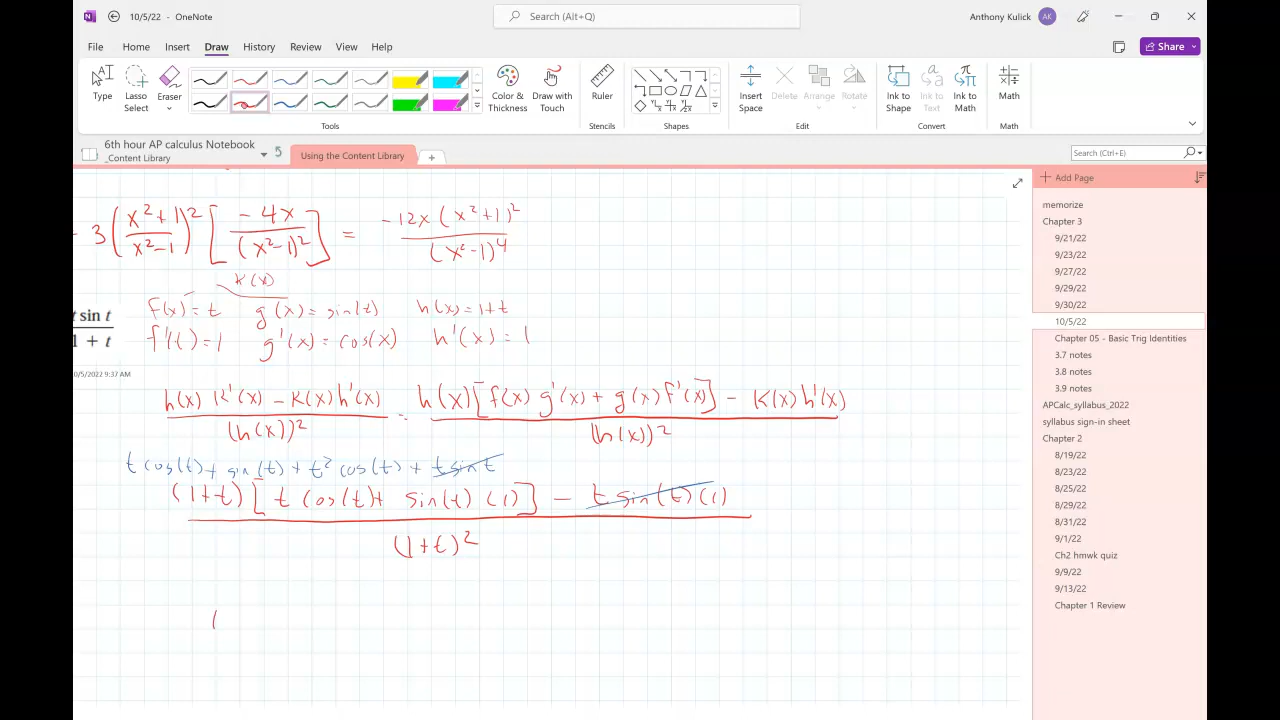 10/5/22 - OneNote
Search (Alt+Q)
Anthony Kulick AK
File Home Insert Draw History Review View Help
Share
Type Lasso Select Eraser Color & Thickness Draw with Touch Ruler Insert Space Delete Arrange Rotate Ink to Shape Ink to Text Ink to Math Math
Tools Stencils Shapes Edit Convert Math
6th hour AP calculus Notebook
_Content Library
Using the Content Library
Search (Ctrl+E)
Add Page
memorize
Chapter 3
9/21/22
9/23/22
9/27/22
9/29/22
9/30/22
10/5/22
Chapter 05 - Basic Trig Identities
3.7 notes
3.8 notes
3.9 notes
APCalc_syllabus_2022
syllabus sign-in sheet
Chapter 2
8/19/22
8/23/22
8/25/22
8/29/22
8/31/22
9/1/22
Ch2 hmwk quiz
9/9/22
9/13/22
Chapter 1 Review
- 3 ( x²+1 / x²-1 )² [ -4x / (x²-1)² ] = -12x (x²+1)² / (x²-1)⁴
K(x)
f(x) = t g(x) = sin(t) h(x) = 1+t
t sin t / 1 + t
f'( ) = 1 g'(x) = cos(x) h'(x) = 1
10/5/2022 9:37 AM
h(x) K'(x) - K(x) h'(x) / (h(x))² = h(x) [ f(x) g'(x) + g(x) f'(x) ] - K(x) h'(x) / (h(x))²
t cos(t) + sin(t) + t² cos(t) + t sin t
(1+t) [ t cos(t) + sin(t) (1) ] - t sin(t) (1) / (1+t)²
(